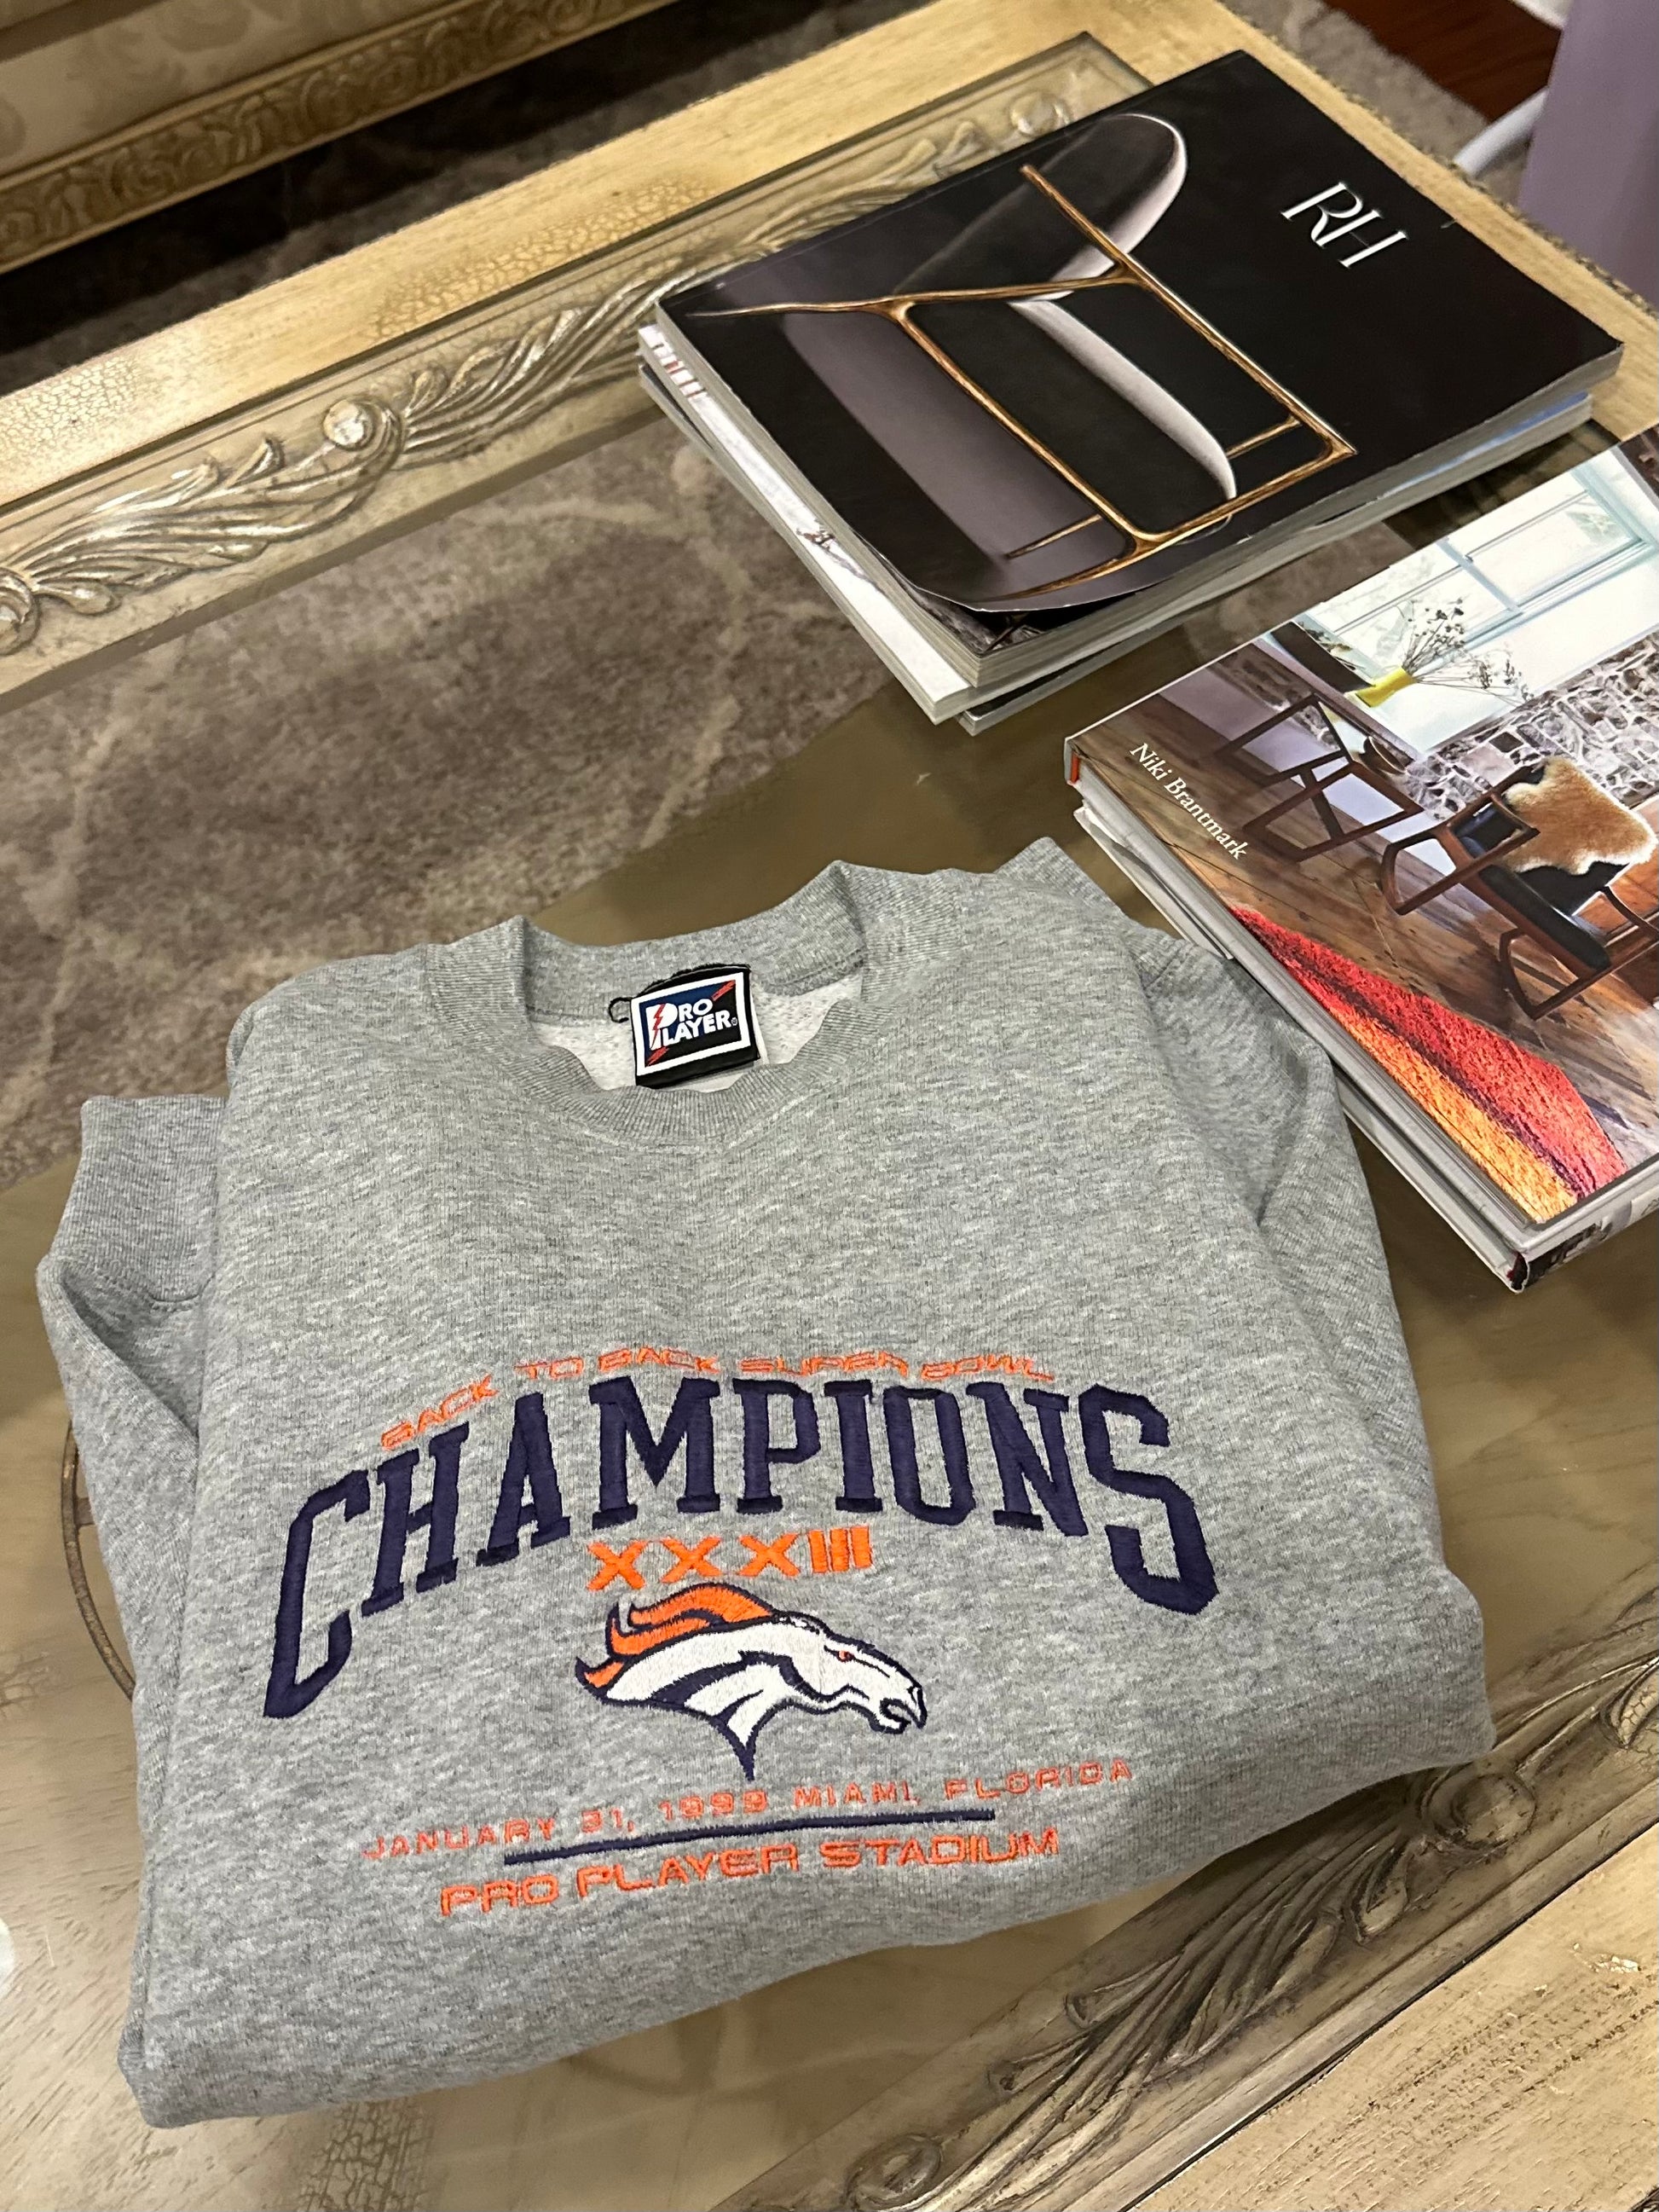 RH
Niki Brantmark
PRO
PLAYER®
BACK TO BACK SUPER BOWL
CHAMPIONS
XXXIII
JANUARY 31, 1999 MIAMI, FLORIDA
PRO PLAYER STADIUM